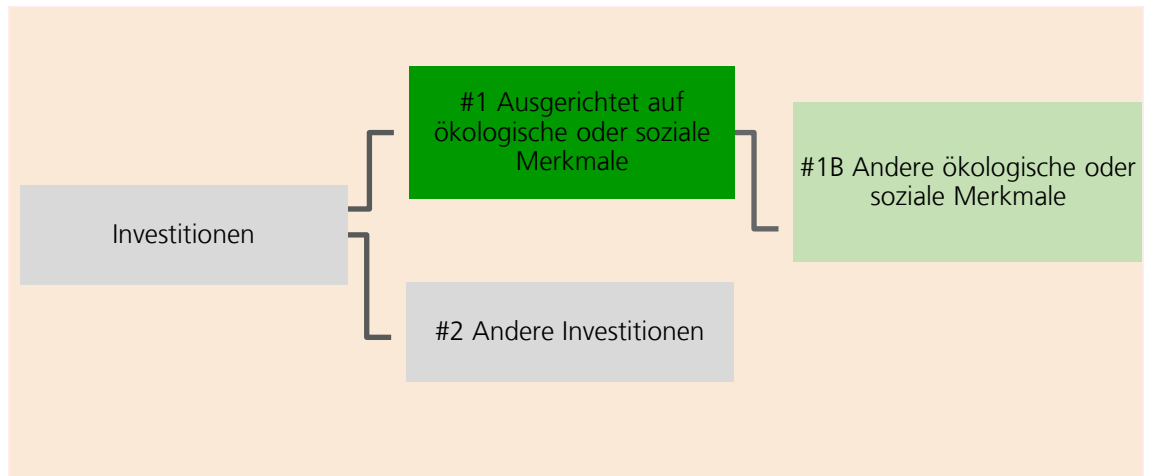 #1 Ausgerichtet auf
ökologische oder soziale
Merkmale
#1B Andere ökologische oder
soziale Merkmale
Investitionen
#2 Andere Investitionen